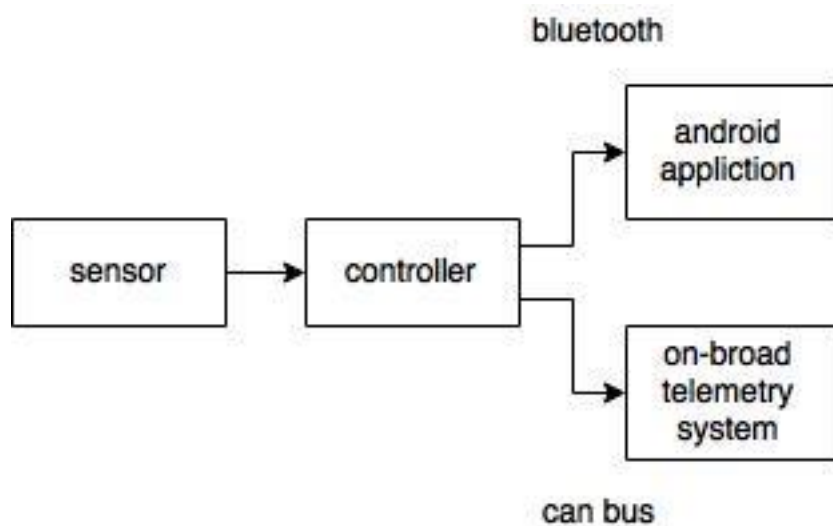 bluetooth
android
appliction
sensor
controller
on-broad
telemetry
system
can bus